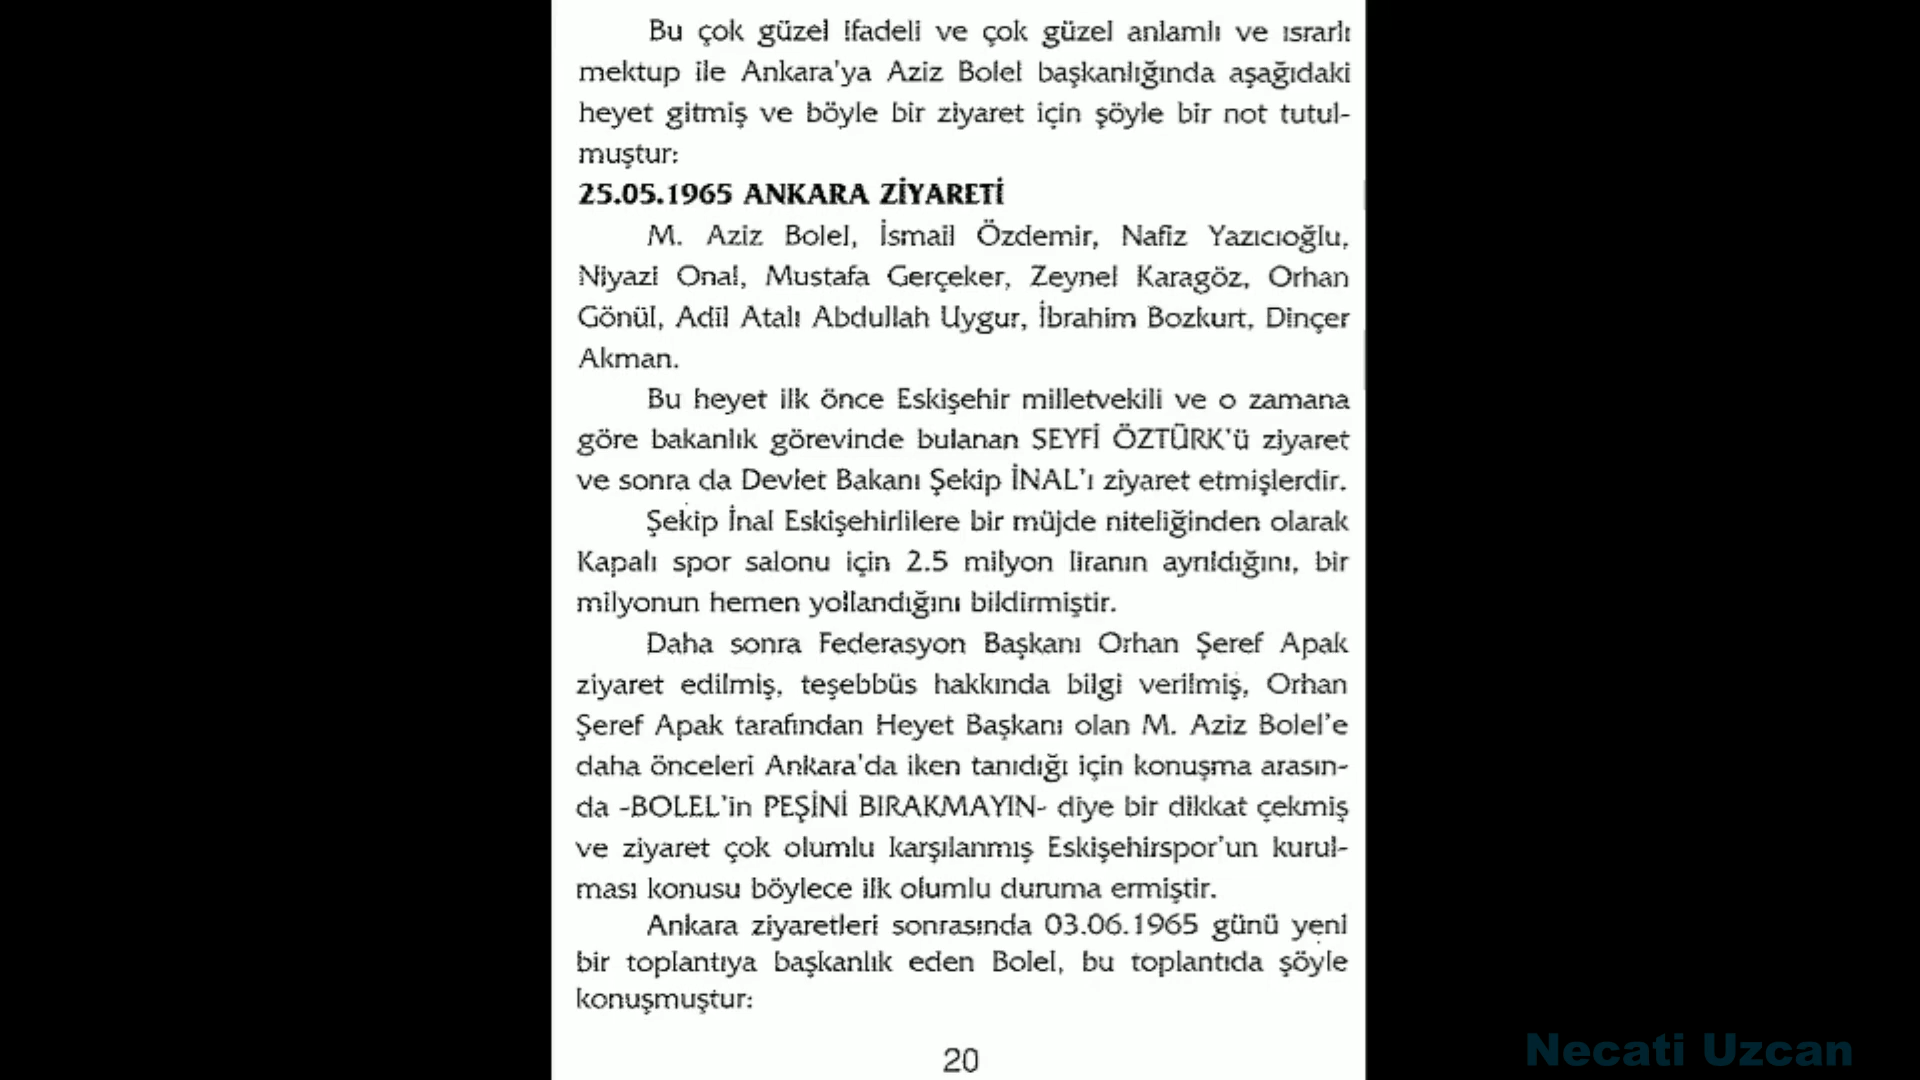 Bu çok güzel ifadeli ve çok güzel anlamlı ve ısrarlı
mektup ile Ankara'ya Aziz Bolel başkanlığında aşağıdaki
heyet gitmiş ve böyle bir ziyaret için şöyle bir not tutul-
muştur:
25.05.1965 ANKARA ZİYARETİ
M. Aziz Bolel, İsmail Özdemir, Nafiz Yazıcıoğlu,
Niyazi Onal, Mustafa Gerçeker, Zeynel Karagöz, Orhan
Gönül, Adil Atalı Abdullah Uygur, İbrahim Bozkurt, Dinçer
Akman.
Bu heyet ilk önce Eskişehir milletvekili ve o zamana
göre bakanlık görevinde bulanan SEYFİ ÖZTÜRK'ü ziyaret
ve sonra da Devlet Bakanı Şekip İNAL'ı ziyaret etmişlerdir.
Şekip İnal Eskişehirlilere bir müjde niteliğinden olarak
Kapalı spor salonu için 2.5 milyon liranın ayrıldığını, bir
milyonun hemen yollandığını bildirmiştir.
Daha sonra Federasyon Başkanı Orhan Şeref Apak
ziyaret edilmiş, teşebbüs hakkında bilgi verilmiş, Orhan
Şeref Apak tarafından Heyet Başkanı olan M. Aziz Bolel'e
daha önceleri Ankara'da iken tanıdığı için konuşma arasın-
da -BOLEL'in PEŞİNİ BIRAKMAYIN- diye bir dikkat çekmiş
ve ziyaret çok olumlu karşılanmış Eskişehirspor'un kurul-
ması konusu böylece ilk olumlu duruma ermiştir.
Ankara ziyaretleri sonrasında 03.06.1965 günü yeni
bir toplantıya başkanlık eden Bolel, bu toplantıda şöyle
konuşmuştur:
20
Necati Uzcan